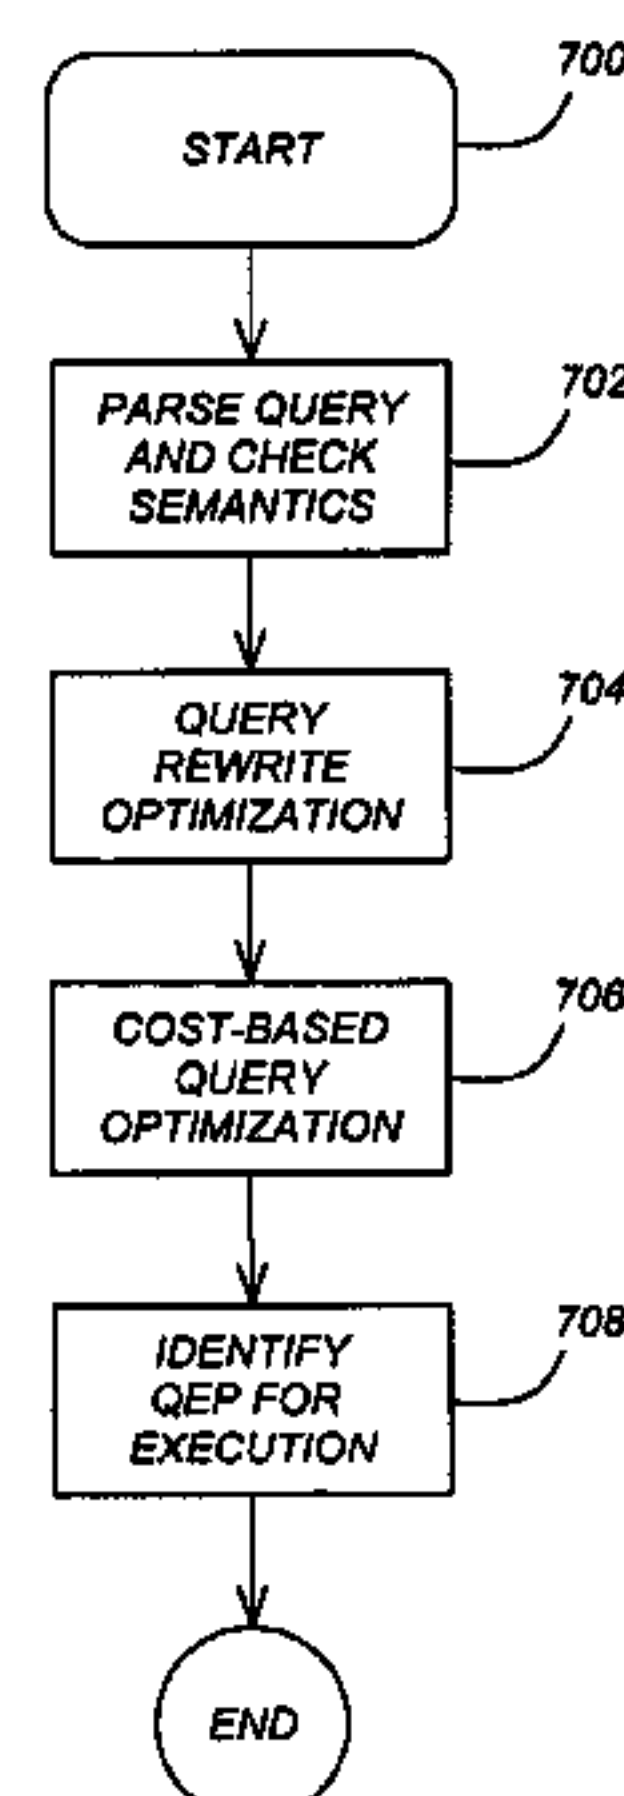 700
START
702
PARSE QUERY
AND CHECK
SEMANTICS
704
QUERY
REWRITE
OPTIMIZATION
706
COST-BASED
QUERY
OPTIMIZATION
708
IDENTIFY
QEP FOR
EXECUTION
END